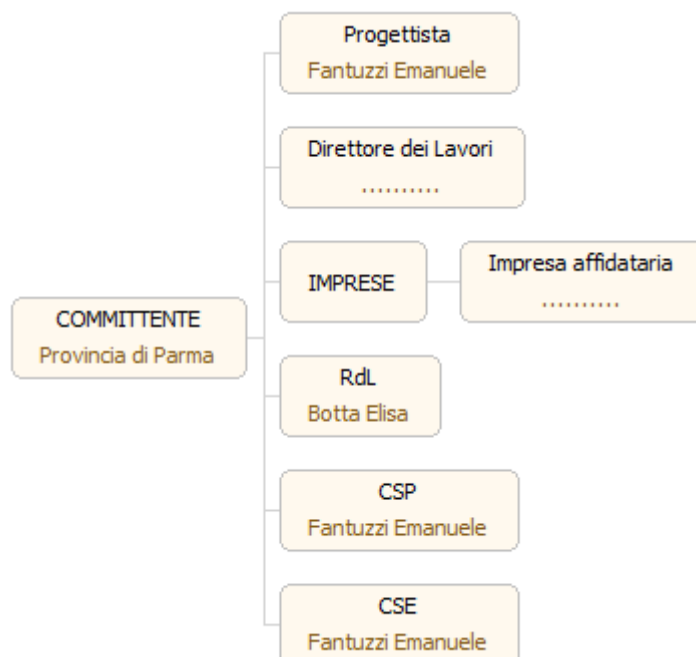 Progettista
Fantuzzi Emanuele
Direttore dei Lavori
..........
IMPRESE
Impresa affidataria
..........
COMMITTENTE
Provincia di Parma
RdL
Botta Elisa
CSP
Fantuzzi Emanuele
CSE
Fantuzzi Emanuele